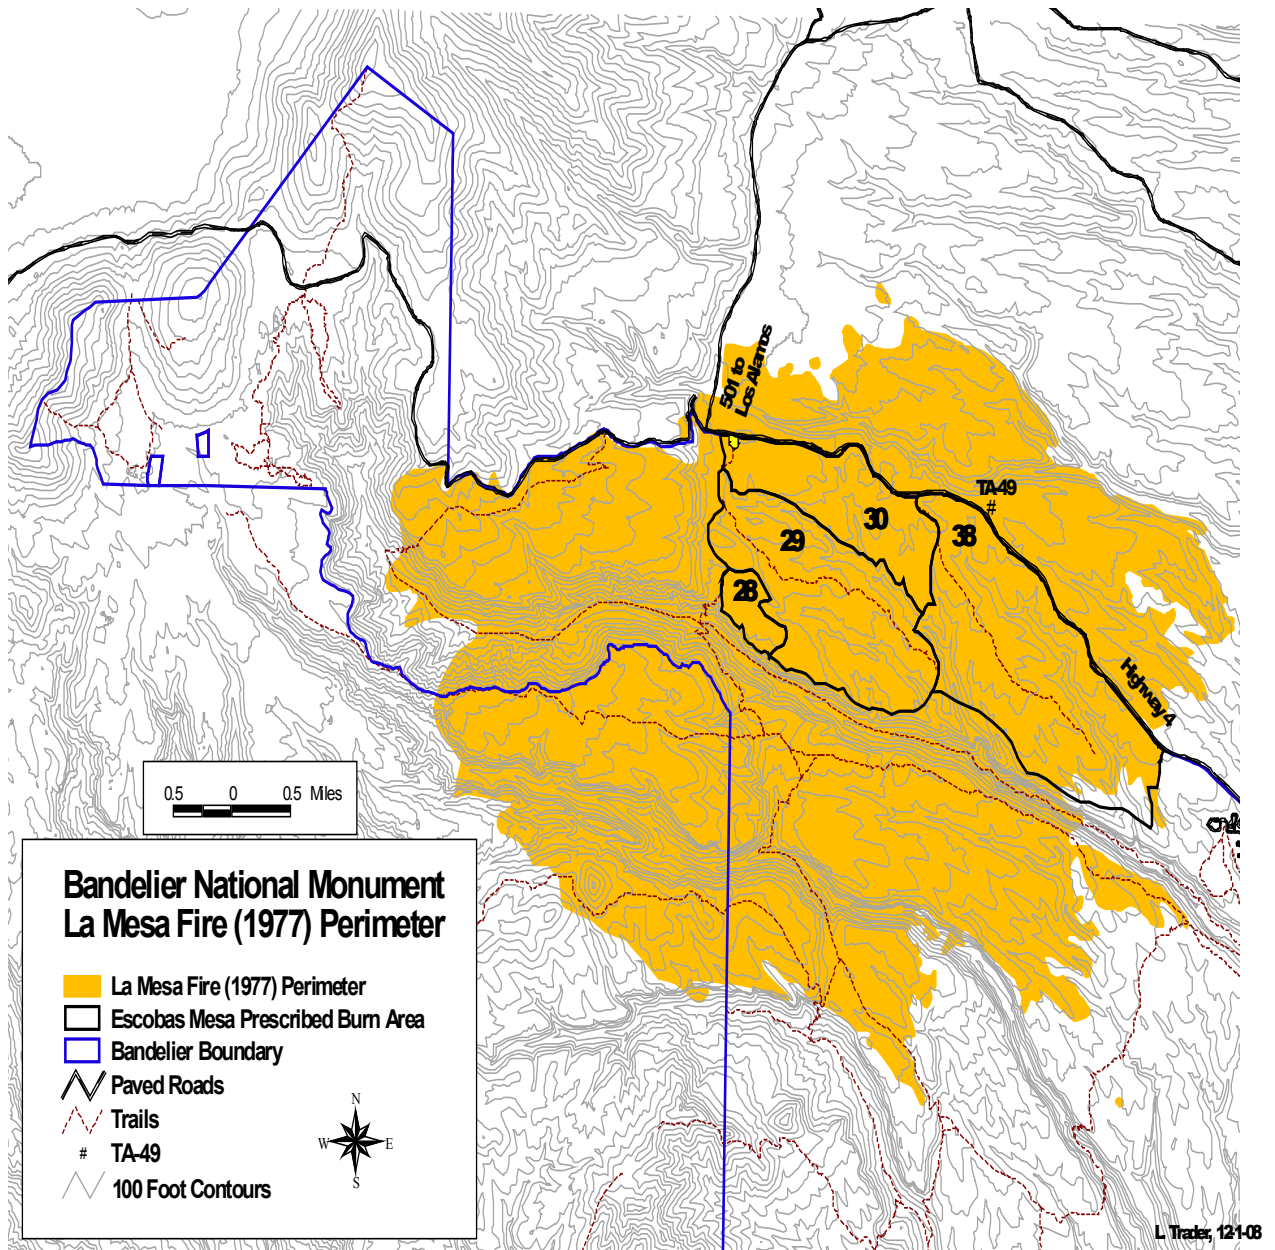 501 to
Los Alamos
TA-49
#
30
38
29
28
Highway 4
0.5 0 0.5 Miles
Bandelier National Monument
La Mesa Fire (1977) Perimeter
La Mesa Fire (1977) Perimeter
Escobas Mesa Prescribed Burn Area
Bandelier Boundary
Paved Roads
Trails
# TA-49
100 Foot Contours
N
W E
S
L. Trader, 12-1-08